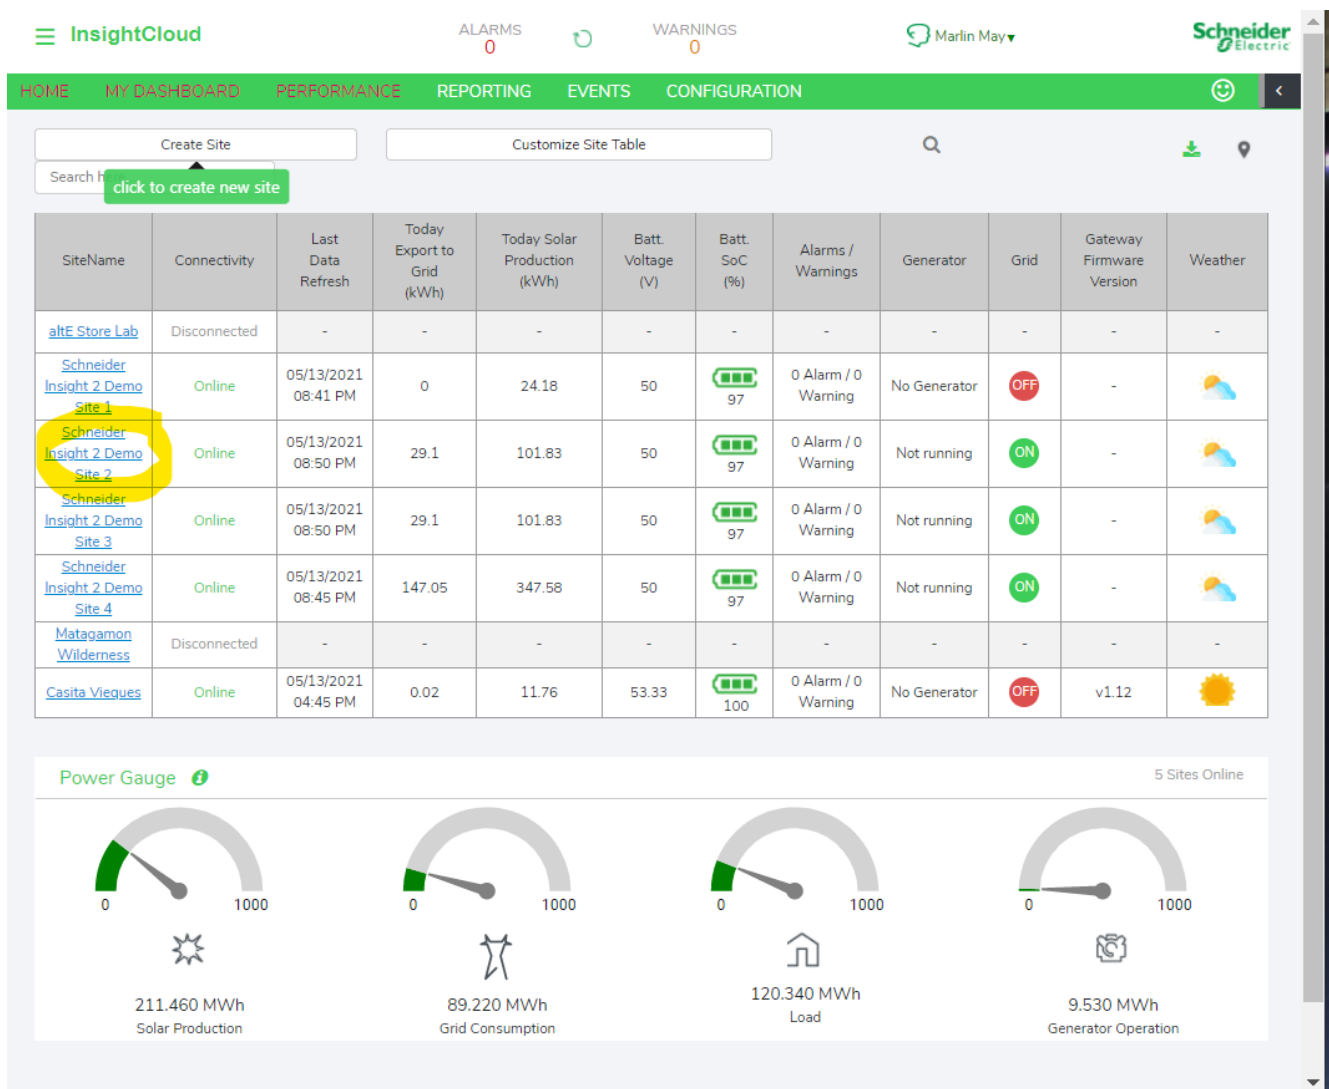 InsightCloud
ALARMS
0
WARNINGS
0
Marlin May▾
Schneider
Electric
HOME MY DASHBOARD PERFORMANCE REPORTING EVENTS CONFIGURATION
Create Site
Customize Site Table
Search
click to create new site
SiteName
Connectivity
Last
Data
Refresh
Today
Export to
Grid
(kWh)
Today Solar
Production
(kWh)
Batt.
Voltage
(V)
Batt.
SoC
(%)
Alarms /
Warnings
Generator
Grid
Gateway
Firmware
Version
Weather
altE Store Lab
Disconnected
- - - - - - - - - -
Schneider
Insight 2 Demo
Site 1
Online
05/13/2021
08:41 PM
0
24.18
50
97
0 Alarm / 0
Warning
No Generator
OFF
-
Schneider
Insight 2 Demo
Site 2
Online
05/13/2021
08:50 PM
29.1
101.83
50
97
0 Alarm / 0
Warning
Not running
ON
-
Schneider
Insight 2 Demo
Site 3
Online
05/13/2021
08:50 PM
29.1
101.83
50
97
0 Alarm / 0
Warning
Not running
ON
-
Schneider
Insight 2 Demo
Site 4
Online
05/13/2021
08:45 PM
147.05
347.58
50
97
0 Alarm / 0
Warning
Not running
ON
-
Matagamon
Wilderness
Disconnected
- - - - - - - - - -
Casita Vieques
Online
05/13/2021
04:45 PM
0.02
11.76
53.33
100
0 Alarm / 0
Warning
No Generator
OFF
v1.12
Power Gauge
5 Sites Online
0 1000
0 1000
0 1000
0 1000
211.460 MWh
Solar Production
89.220 MWh
Grid Consumption
120.340 MWh
Load
9.530 MWh
Generator Operation